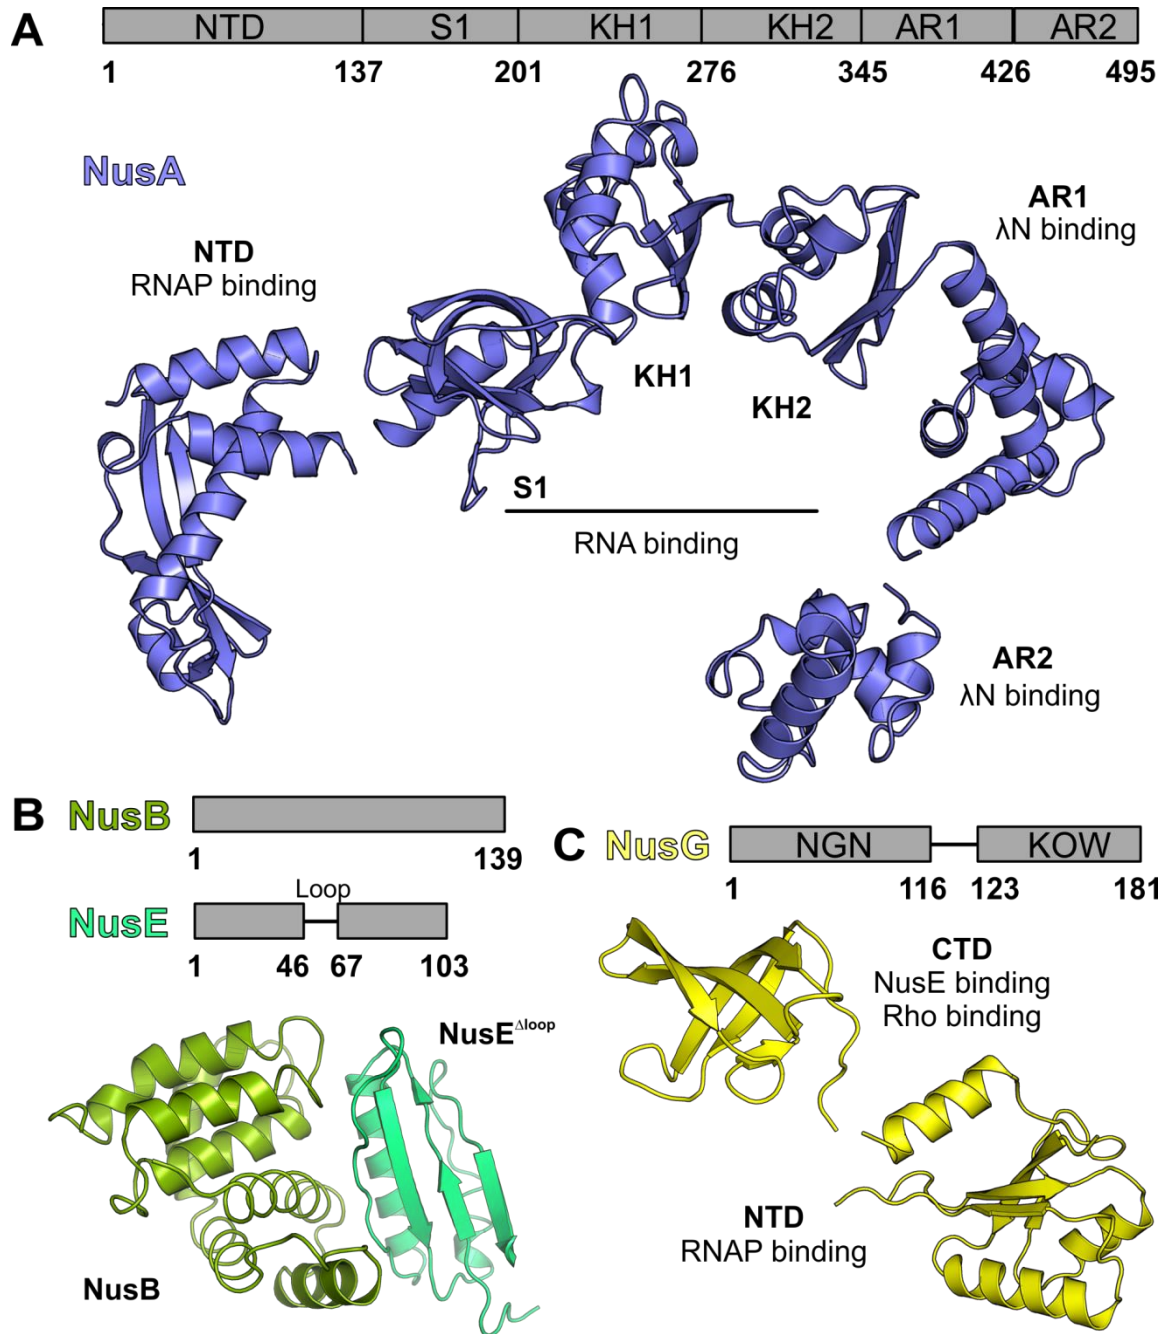 A
NTD S1 KH1 KH2 AR1 AR2
1 137 201 276 345 426 495
NusA
NTD
RNAP binding
AR1
λN binding
KH1
KH2
S1
RNA binding
AR2
λN binding
B
NusB
1 139
Loop
NusE
1 46 67 103
NusE^Δloop
NusB
C
NusG
NGN KOW
1 116 123 181
CTD
NusE binding
Rho binding
NTD
RNAP binding